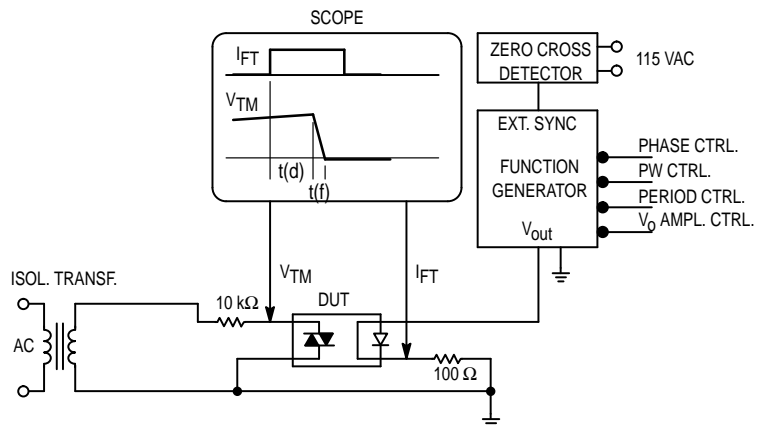 SCOPE
IFT
VTM
t(d)
t(f)
ZERO CROSS
DETECTOR
115 VAC
EXT. SYNC
FUNCTION
GENERATOR
Vout
PHASE CTRL.
PW CTRL.
PERIOD CTRL.
Vo AMPL. CTRL.
ISOL. TRANSF.
AC
10 kΩ
VTM
DUT
IFT
100 Ω